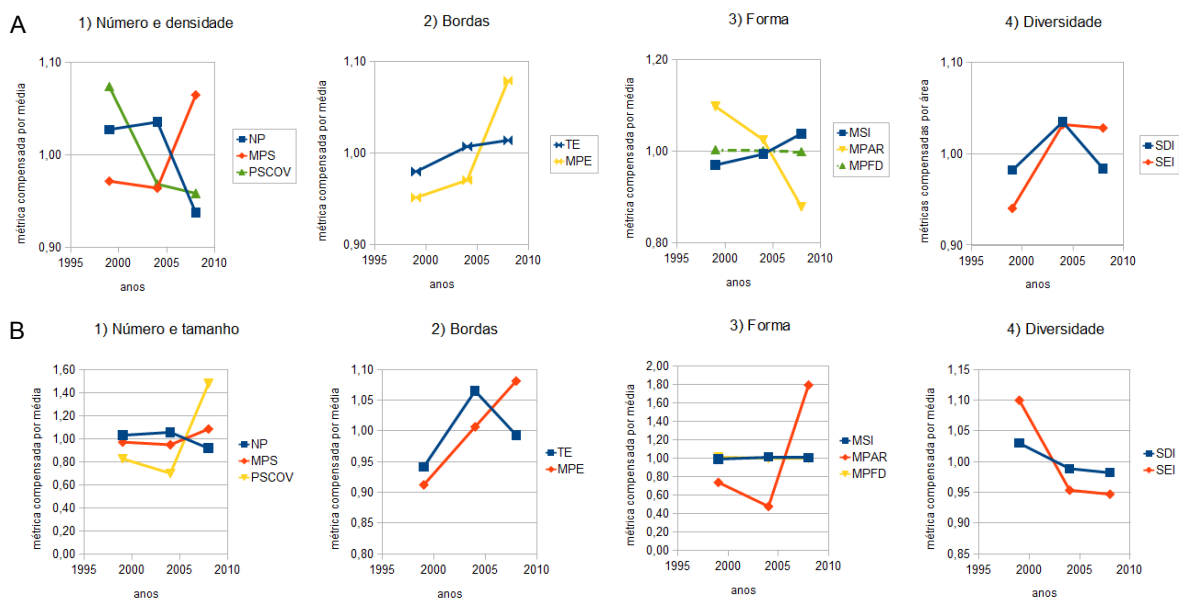 A
1) Número e densidade
métrica compensada por média
1,10
1,00
0,90
1995 2000 2005 2010
anos
NP
MPS
PSCOV
2) Bordas
métrica compensada por média
1,10
1,00
0,90
1995 2000 2005 2010
anos
TE
MPE
3) Forma
métrica compensada por média
1,20
1,00
0,80
1995 2000 2005 2010
anos
MSI
MPAR
MPFD
4) Diversidade
métricas compensadas por área
1,10
1,00
0,90
1995 2000 2005 2010
anos
SDI
SEI
B
1) Número e tamanho
métrica compensada por média
1,60
1,40
1,20
1,00
0,80
0,60
0,40
0,20
0,00
1995 2000 2005 2010
anos
NP
MPS
PSCOV
2) Bordas
métrica compensada por média
1,10
1,05
1,00
0,95
0,90
0,85
0,80
1995 2000 2005 2010
anos
TE
MPE
3) Forma
métrica compensada por média
2,00
1,80
1,60
1,40
1,20
1,00
0,80
0,60
0,40
0,20
0,00
1995 2000 2005 2010
anos
MSI
MPAR
MPFD
4) Diversidade
métrica compensada por média
1,15
1,10
1,05
1,00
0,95
0,90
0,85
1995 2000 2005 2010
anos
SDI
SEI